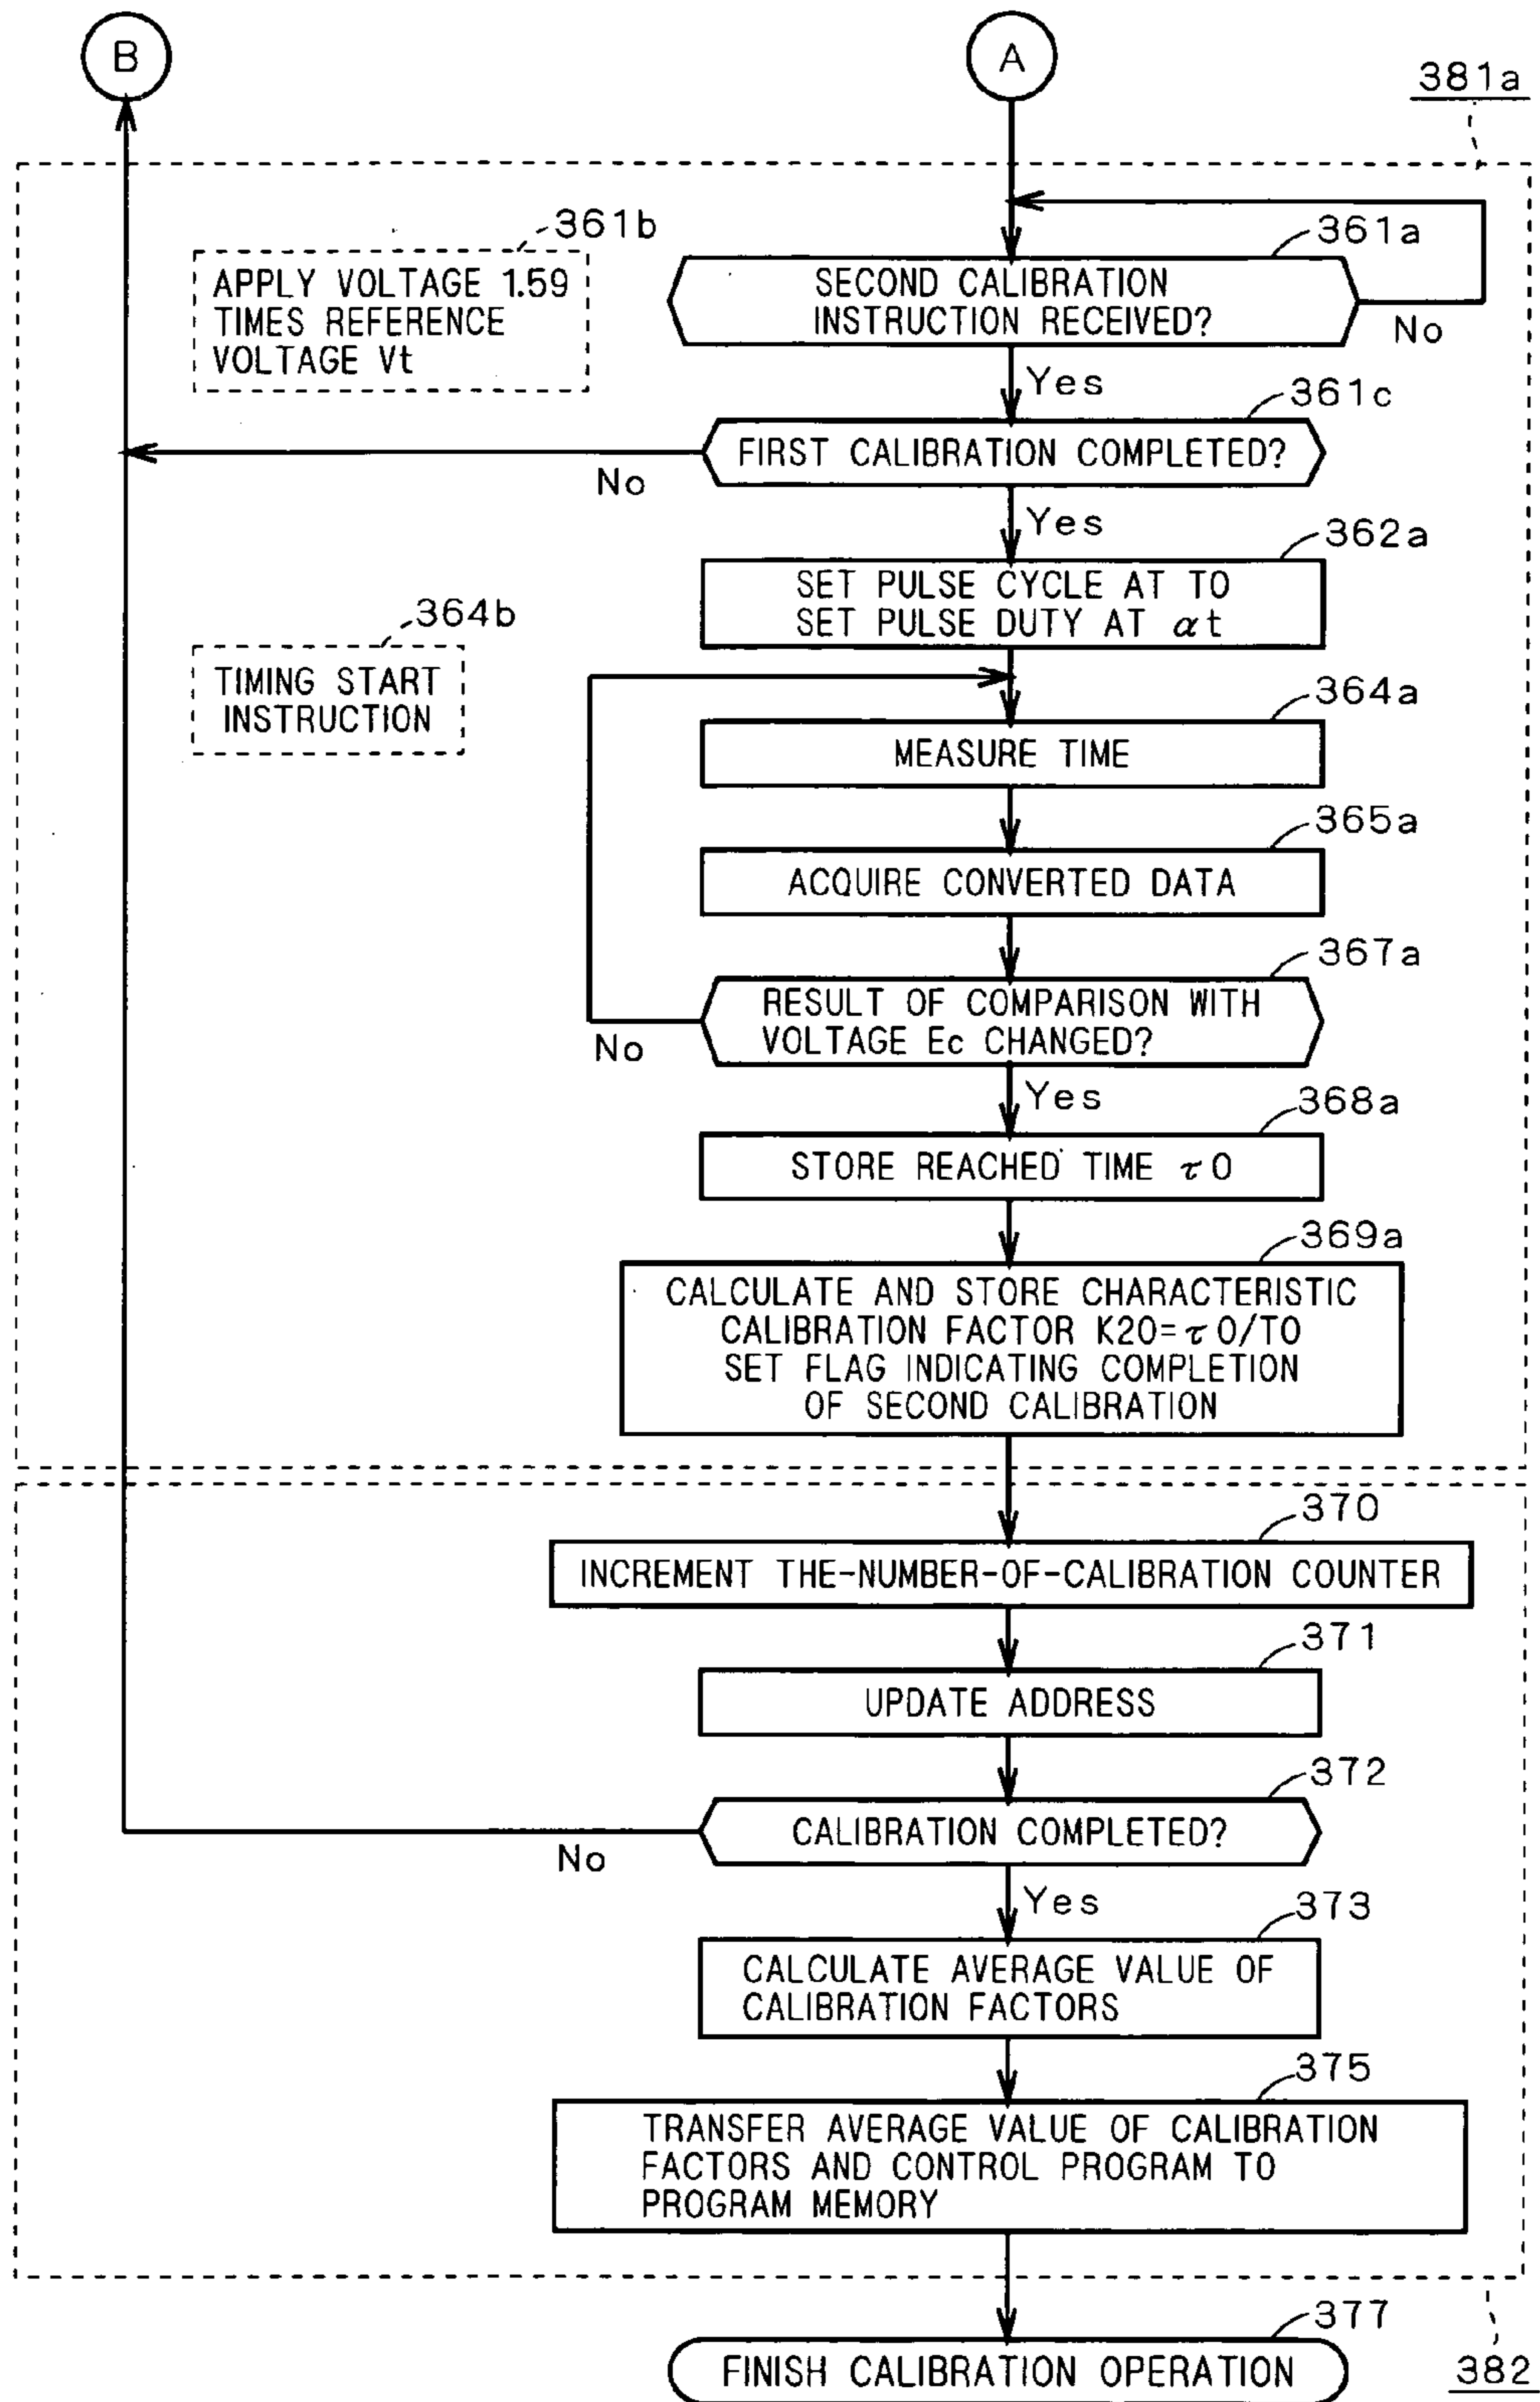 B
A
381a
361b
361a
APPLY VOLTAGE 1.59
TIMES REFERENCE
VOLTAGE Vt
SECOND CALIBRATION
INSTRUCTION RECEIVED?
No
Yes
361c
FIRST CALIBRATION COMPLETED?
No
Yes
362a
SET PULSE CYCLE AT T0
SET PULSE DUTY AT αt
364b
TIMING START
INSTRUCTION
364a
MEASURE TIME
365a
ACQUIRE CONVERTED DATA
367a
RESULT OF COMPARISON WITH
VOLTAGE Ec CHANGED?
No
Yes
368a
STORE REACHED TIME τ0
369a
CALCULATE AND STORE CHARACTERISTIC
CALIBRATION FACTOR K20=τ0/T0
SET FLAG INDICATING COMPLETION
OF SECOND CALIBRATION
370
INCREMENT THE-NUMBER-OF-CALIBRATION COUNTER
371
UPDATE ADDRESS
372
CALIBRATION COMPLETED?
No
Yes
373
CALCULATE AVERAGE VALUE OF
CALIBRATION FACTORS
375
TRANSFER AVERAGE VALUE OF CALIBRATION
FACTORS AND CONTROL PROGRAM TO
PROGRAM MEMORY
377
FINISH CALIBRATION OPERATION
382